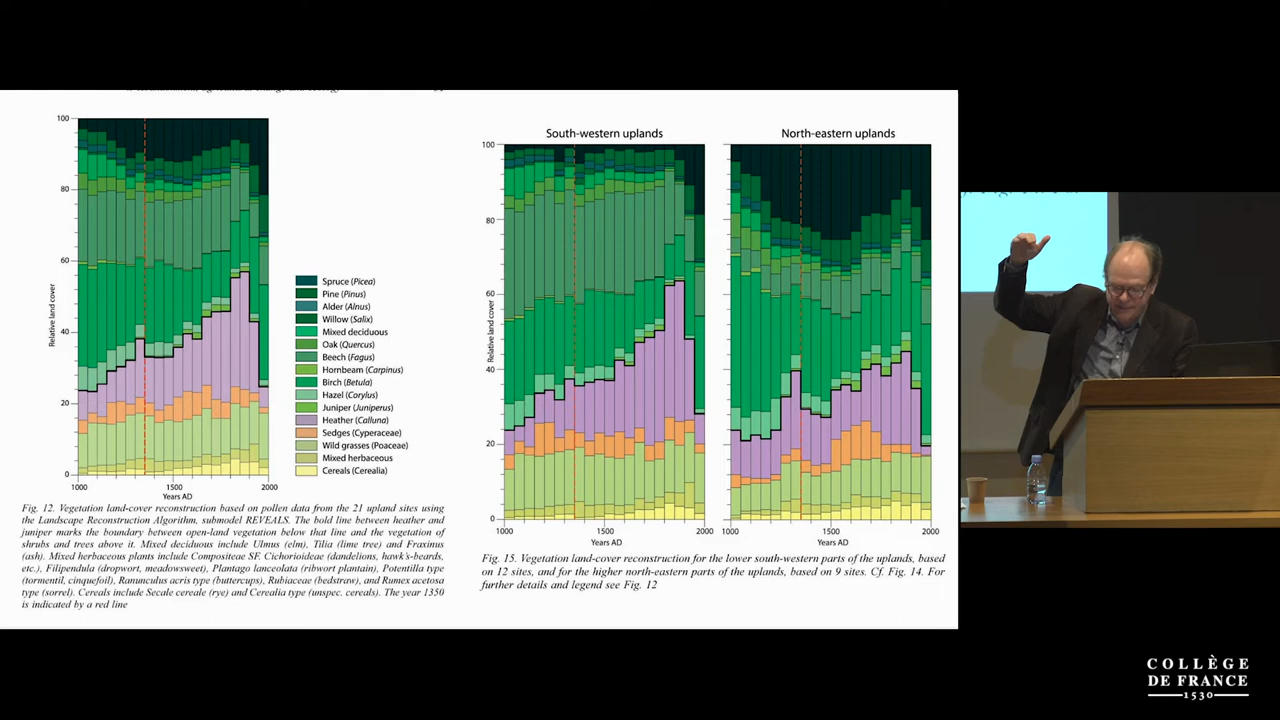 100
80
60
40
20
0
Relative land cover
1000
1500
2000
Years AD
Spruce (Picea)
Pine (Pinus)
Alder (Alnus)
Willow (Salix)
Mixed deciduous
Oak (Quercus)
Beech (Fagus)
Hornbeam (Carpinus)
Birch (Betula)
Hazel (Corylus)
Juniper (Juniperus)
Heather (Calluna)
Sedges (Cyperaceae)
Wild grasses (Poaceae)
Mixed herbaceous
Cereals (Cerealia)
Fig. 12. Vegetation land-cover reconstruction based on pollen data from the 21 upland sites using
the Landscape Reconstruction Algorithm, submodel REVEALS. The bold line between heather and
juniper marks the boundary between open-land vegetation below that line and the vegetation of
shrubs and trees above it. Mixed deciduous include Ulmus (elm), Tilia (lime tree) and Fraxinus
(ash). Mixed herbaceous plants include Compositeae SF. Cichorioideae (dandelions, hawk's-beards,
etc.), Filipendula (dropwort, meadowsweet), Plantago lanceolata (ribwort plantain), Potentilla type
(tormentil, cinquefoil), Ranunculus acris type (buttercups), Rubiaceae (bedstraw), and Rumex acetosa
type (sorrel). Cereals include Secale cereale (rye) and Cerealia type (unspec. cereals). The year 1350
is indicated by a red line
South-western uplands
100
80
60
40
20
0
Relative land cover
1000
1500
2000
Years AD
North-eastern uplands
1000
1500
2000
Years AD
Fig. 15. Vegetation land-cover reconstruction for the lower south-western parts of the uplands, based
on 12 sites, and for the higher north-eastern parts of the uplands, based on 9 sites. Cf. Fig. 14. For
further details and legend see Fig. 12
COLLÈGE
DE FRANCE
1530